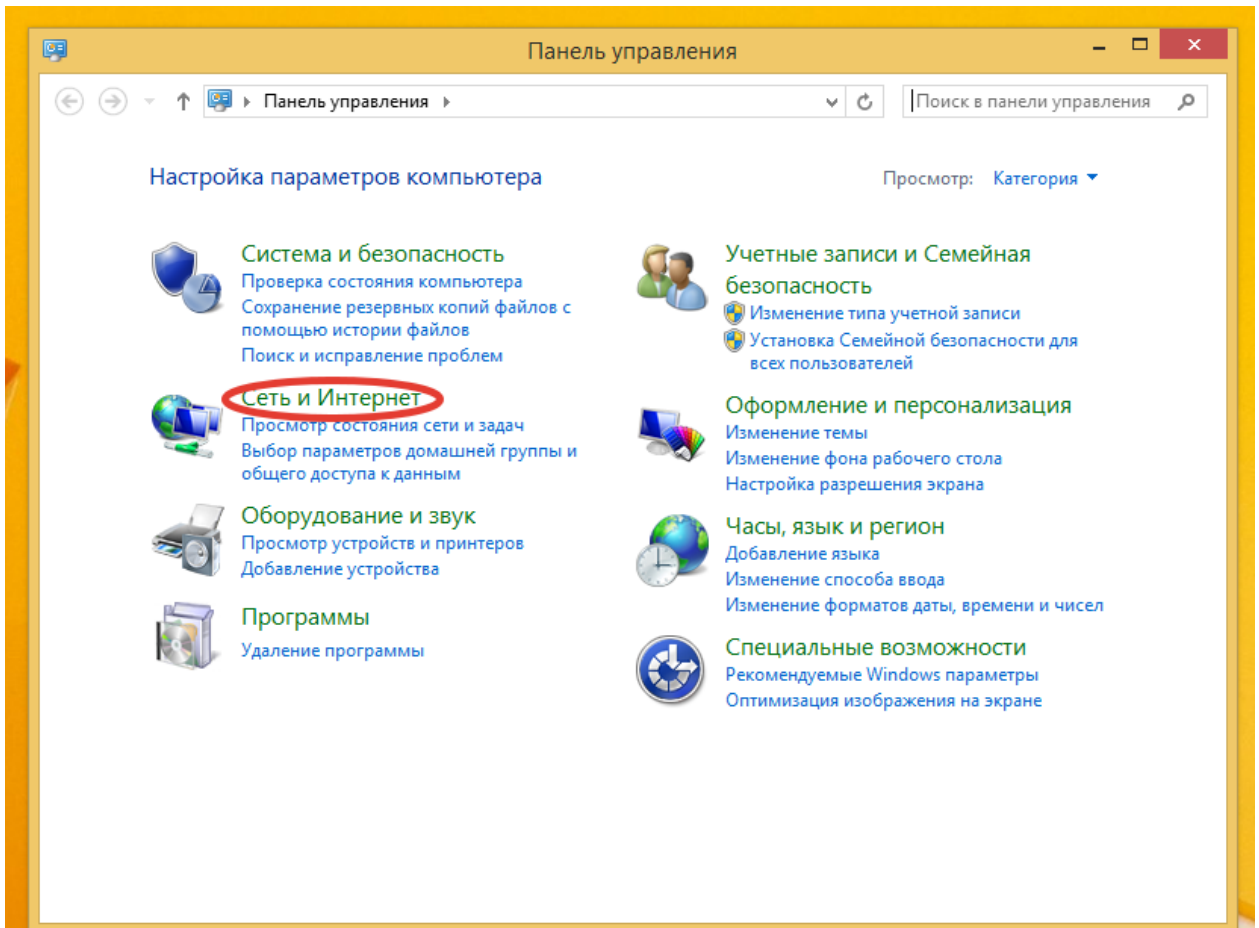 Панель управления
Панель управления
Поиск в панели управления
Настройка параметров компьютера
Просмотр: Категория
Система и безопасность
Проверка состояния компьютера
Сохранение резервных копий файлов с
помощью истории файлов
Поиск и исправление проблем
Сеть и Интернет
Просмотр состояния сети и задач
Выбор параметров домашней группы и
общего доступа к данным
Оборудование и звук
Просмотр устройств и принтеров
Добавление устройства
Программы
Удаление программы
Учетные записи и Семейная
безопасность
Изменение типа учетной записи
Установка Семейной безопасности для
всех пользователей
Оформление и персонализация
Изменение темы
Изменение фона рабочего стола
Настройка разрешения экрана
Часы, язык и регион
Добавление языка
Изменение способа ввода
Изменение форматов даты, времени и чисел
Специальные возможности
Рекомендуемые Windows параметры
Оптимизация изображения на экране